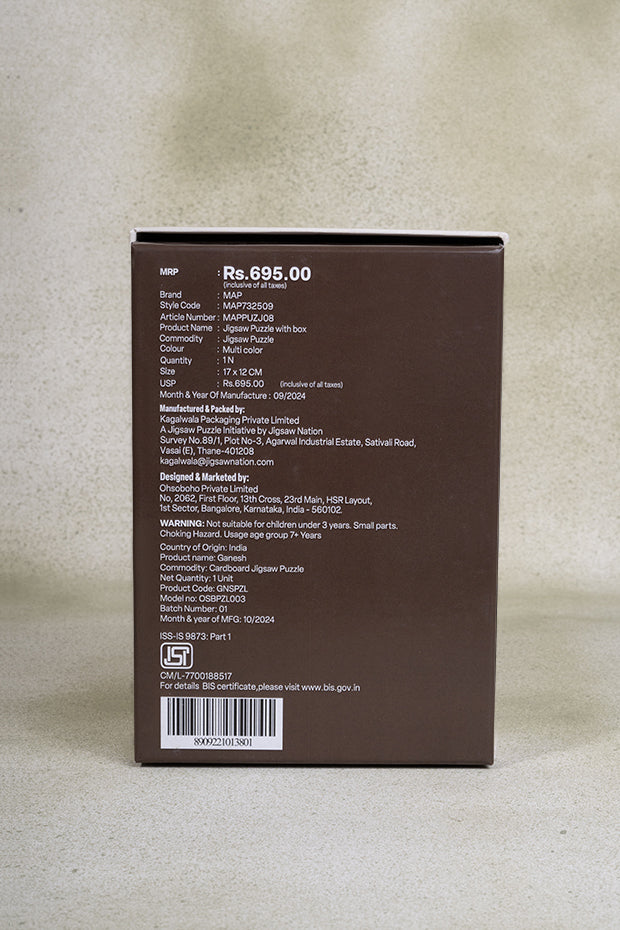 MRP : Rs.695.00
(inclusive of all taxes)
Brand : MAP
Style Code : MAP732509
Article Number : MAPPUZJ08
Product Name : Jigsaw Puzzle with box
Commodity : Jigsaw Puzzle
Colour : Multi color
Quantity : 1 N
Size : 17 x 12 CM
USP : Rs.695.00 (inclusive of all taxes)
Month & Year Of Manufacture : 09/2024
Manufactured & Packed by:
Kagalwala Packaging Private Limited
A Jigsaw Puzzle Initiative by Jigsaw Nation
Survey No.89/1, Plot No-3, Agarwal Industrial Estate, Sativali Road,
Vasai (E), Thane-401208
kagalwala@jigsawnation.com
Designed & Marketed by:
Ohsoboho Private Limited
No, 2062, First Floor, 13th Cross, 23rd Main, HSR Layout,
1st Sector, Bangalore, Karnataka, India - 560102.
WARNING: Not suitable for children under 3 years. Small parts.
Choking Hazard. Usage age group 7+ Years
Country of Origin: India
Product name: Ganesh
Commodity: Cardboard Jigsaw Puzzle
Net Quantity: 1 Unit
Product Code: GNSPZL
Model no: OSBPZL003
Batch Number: 01
Month & year of MFG: 10/2024
ISS-IS 9873: Part 1
CM/L-7700188517
For details BIS certificate,please visit www.bis.gov.in
8909221013801